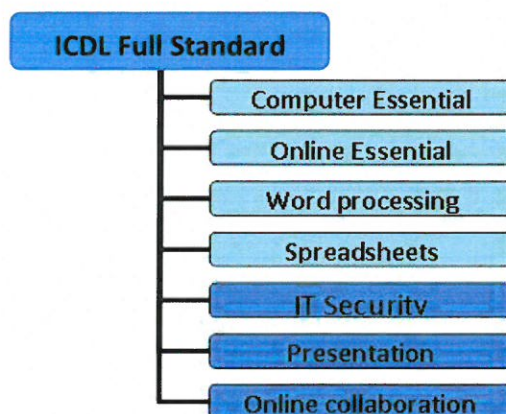 ICDL Full Standard
Computer Essential
Online Essential
Word processing
Spreadsheets
IT Security
Presentation
Online collaboration